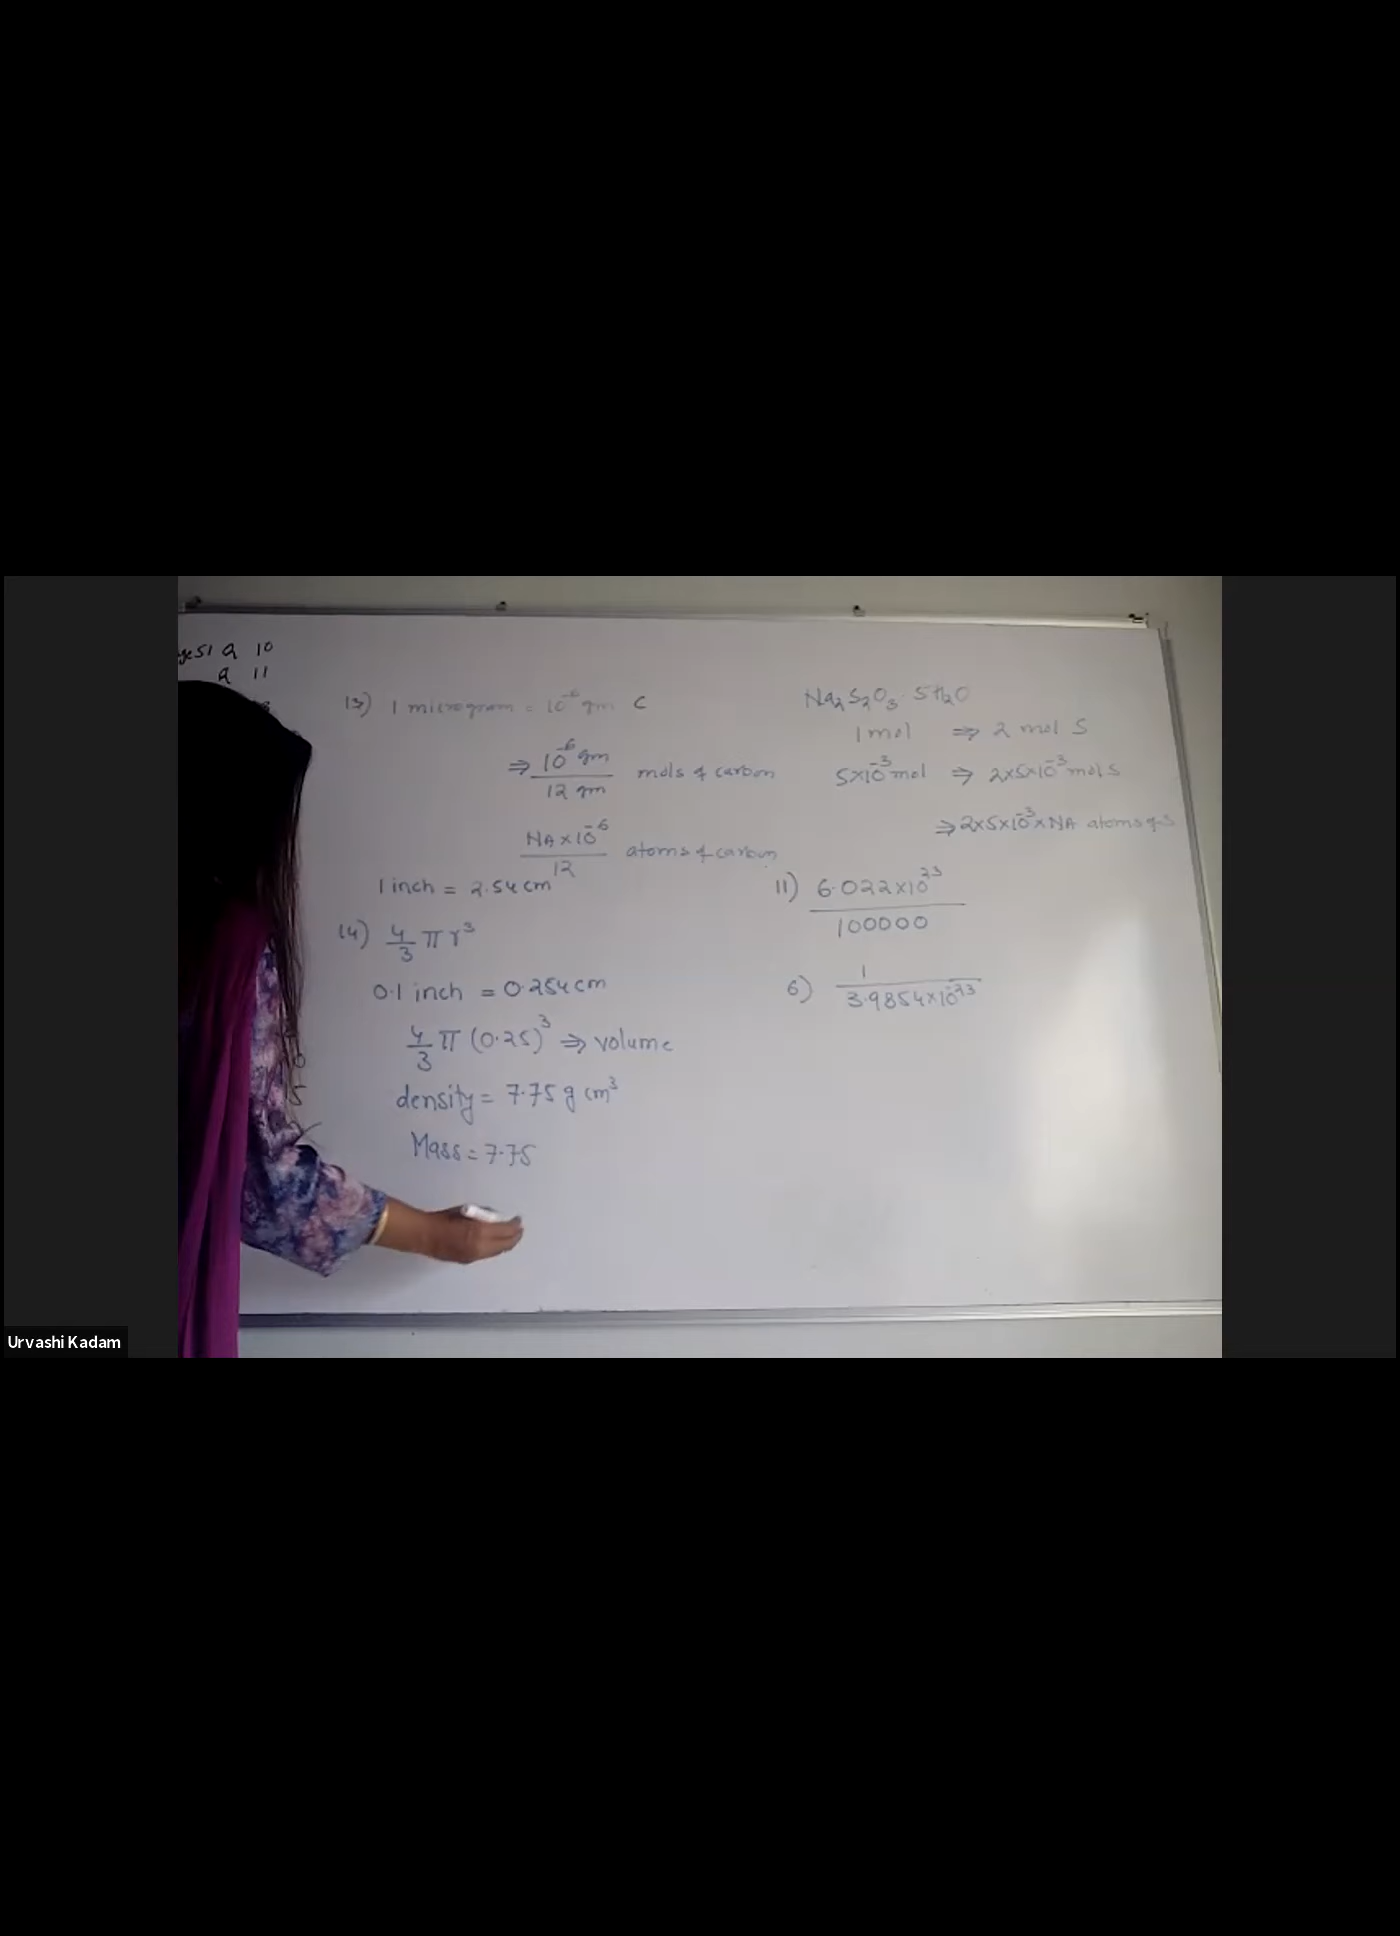 Q 10
Q 11
13) 1 microgram = 10⁻⁶ gm C
⇒ 10⁻⁶ gm / 12 gm mols of carbon
NA × 10⁻⁶ / 12 atoms of carbon
1 inch = 2.54 cm
14) 4/3 π r³
0.1 inch = 0.254 cm
4/3 π (0.25)³ ⇒ volume
density = 7.75 g cm³
Mass = 7.75
0
5
Na₂S₂O₃ · 5H₂O
1 mol ⇒ 2 mol S
5×10⁻³ mol ⇒ 2×5×10⁻³ mol S
⇒ 2×5×10⁻³×NA atoms of S
11) 6.022×10²³ / 100000
6) 1 / 3.9854×10⁻²³
Urvashi Kadam